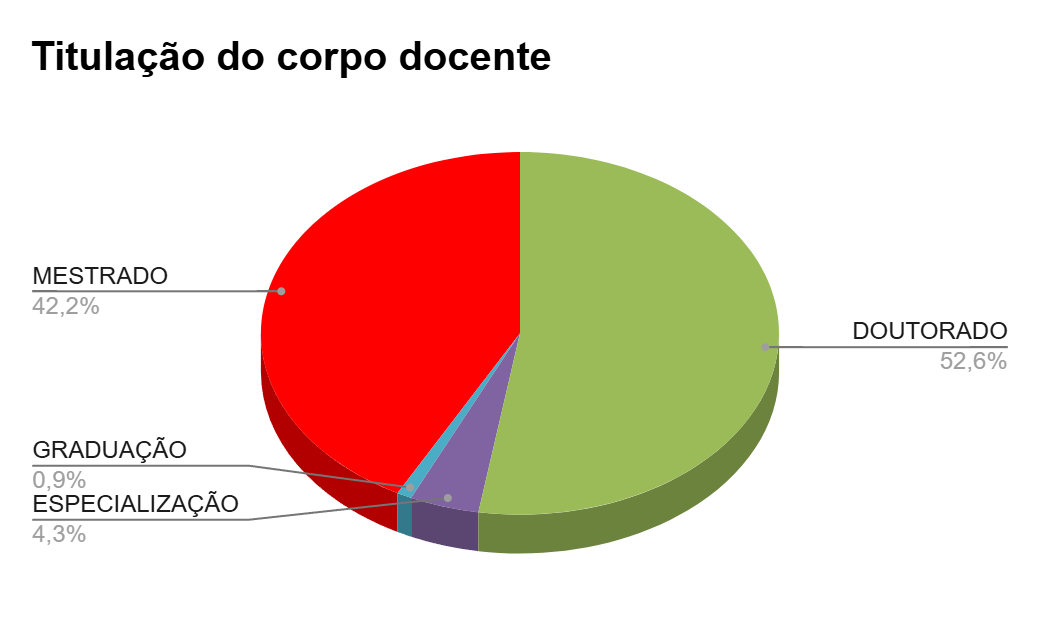 Titulação do corpo docente
MESTRADO
42,2%
DOUTORADO
52,6%
GRADUAÇÃO
0,9%
ESPECIALIZAÇÃO
4,3%